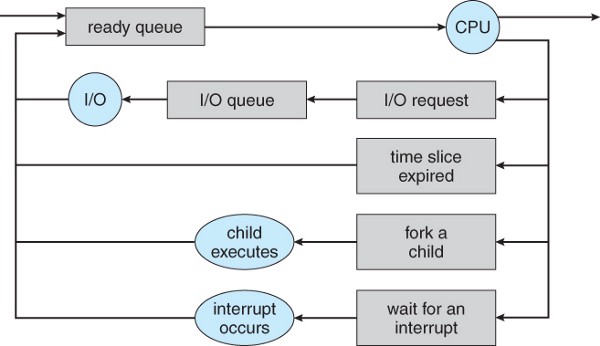 ready queue
CPU
I/O
I/O queue
I/O request
time slice
expired
child
executes
fork a
child
interrupt
occurs
wait for an
interrupt